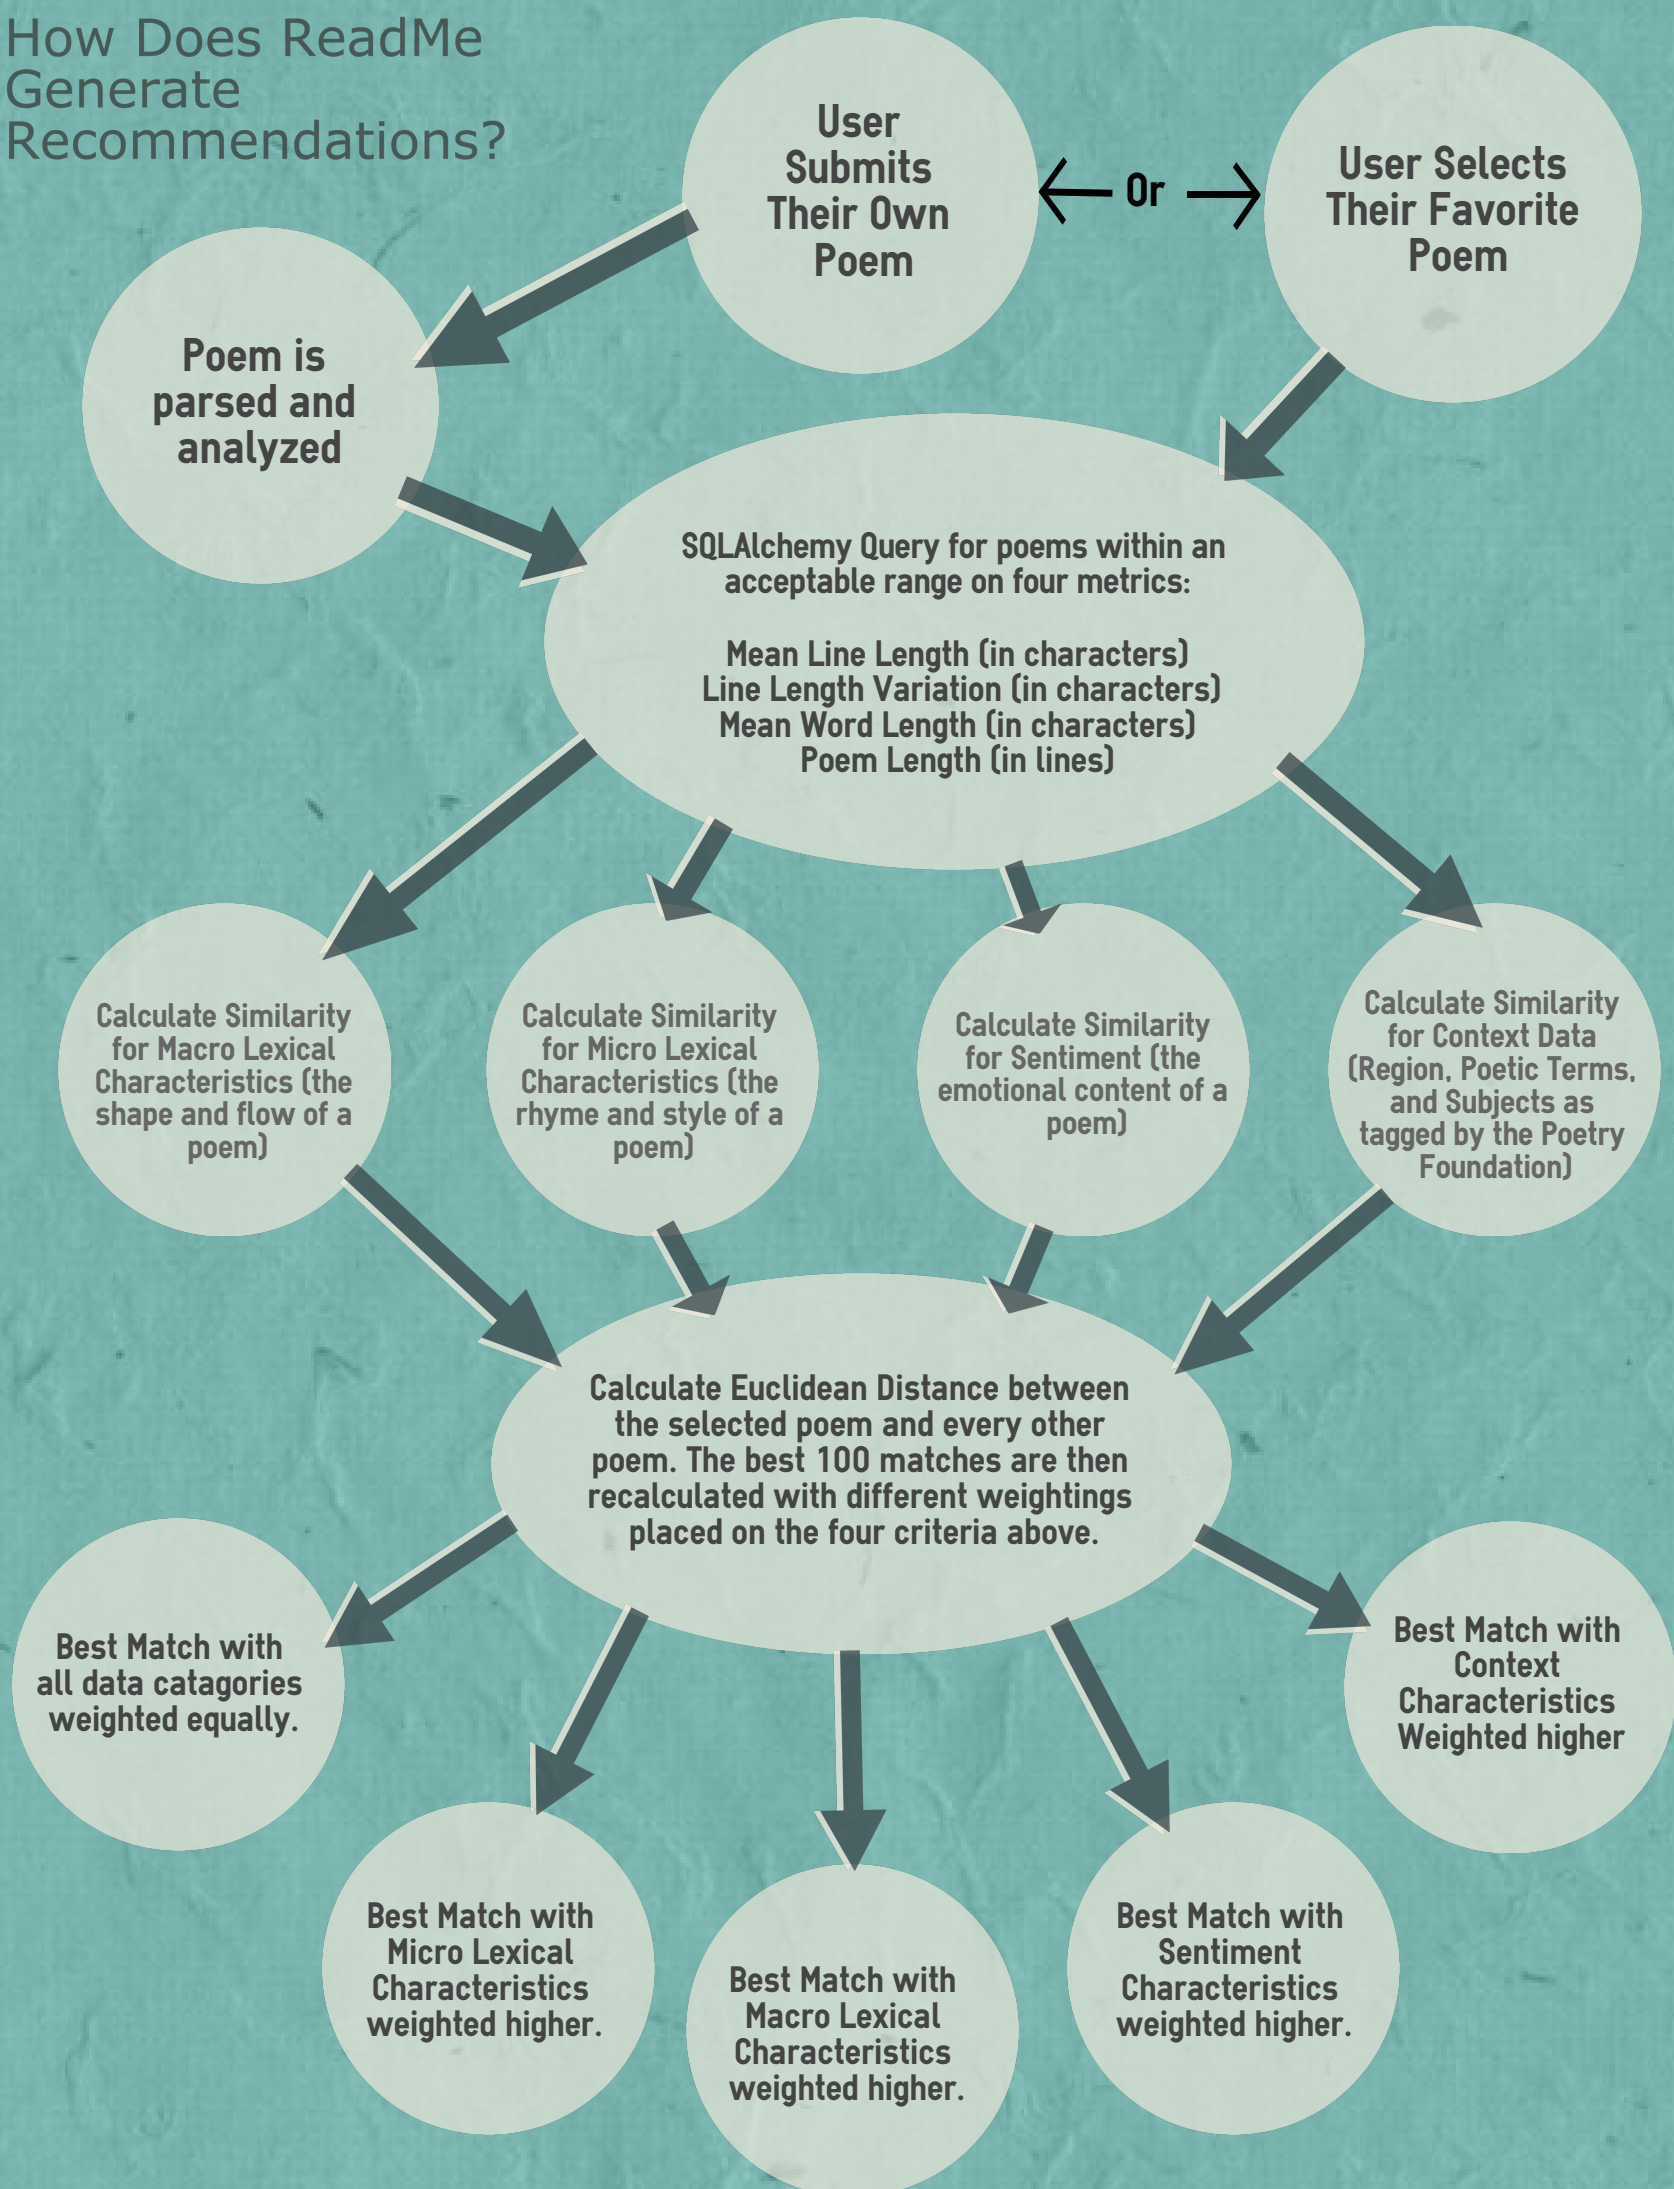 How Does ReadMe
Generate
Recommendations?
User
Submits
Their Own
Poem
Or
User Selects
Their Favorite
Poem
Poem is
parsed and
analyzed
SQLAlchemy Query for poems within an
acceptable range on four metrics:
Mean Line Length (in characters)
Line Length Variation (in characters)
Mean Word Length (in characters)
Poem Length (in lines)
Calculate Similarity
for Macro Lexical
Characteristics (the
shape and flow of a
poem)
Calculate Similarity
for Micro Lexical
Characteristics (the
rhyme and style of a
poem)
Calculate Similarity
for Sentiment (the
emotional content of a
poem)
Calculate Similarity
for Context Data
(Region, Poetic Terms,
and Subjects as
tagged by the Poetry
Foundation)
Calculate Euclidean Distance between
the selected poem and every other
poem. The best 100 matches are then
recalculated with different weightings
placed on the four criteria above.
Best Match with
all data catagories
weighted equally.
Best Match with
Micro Lexical
Characteristics
weighted higher.
Best Match with
Macro Lexical
Characteristics
weighted higher.
Best Match with
Sentiment
Characteristics
weighted higher.
Best Match with
Context
Characteristics
Weighted higher